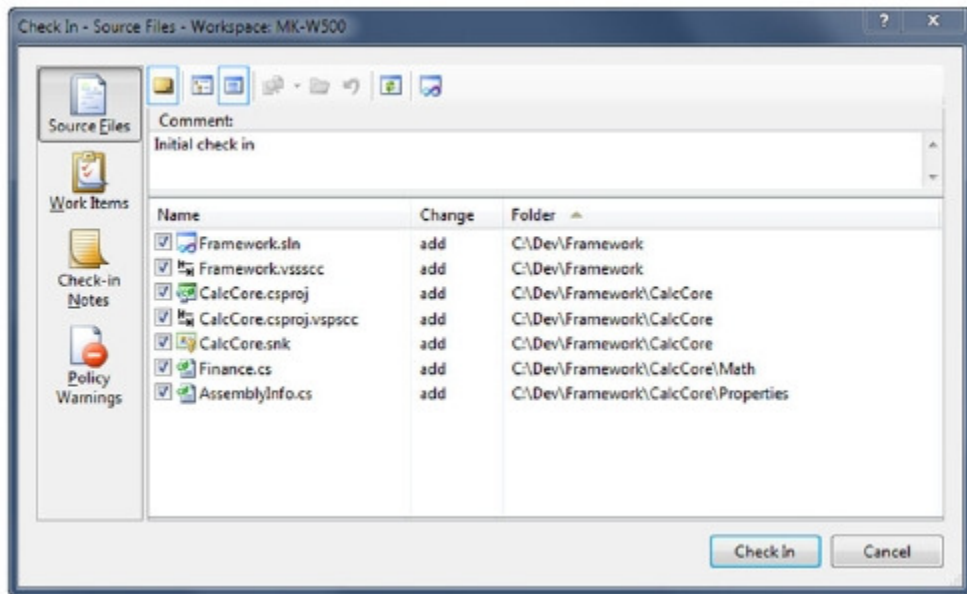 Check In - Source Files - Workspace: MK-W500
Source Files
Work Items
Check-in
Notes
Policy
Warnings
Comment:
Initial check in
Name Change Folder
Framework.sln add C:\Dev\Framework
Framework.vssscc add C:\Dev\Framework
CalcCore.csproj add C:\Dev\Framework\CalcCore
CalcCore.csproj.vspscc add C:\Dev\Framework\CalcCore
CalcCore.snk add C:\Dev\Framework\CalcCore
Finance.cs add C:\Dev\Framework\CalcCore\Math
AssemblyInfo.cs add C:\Dev\Framework\CalcCore\Properties
Check In Cancel